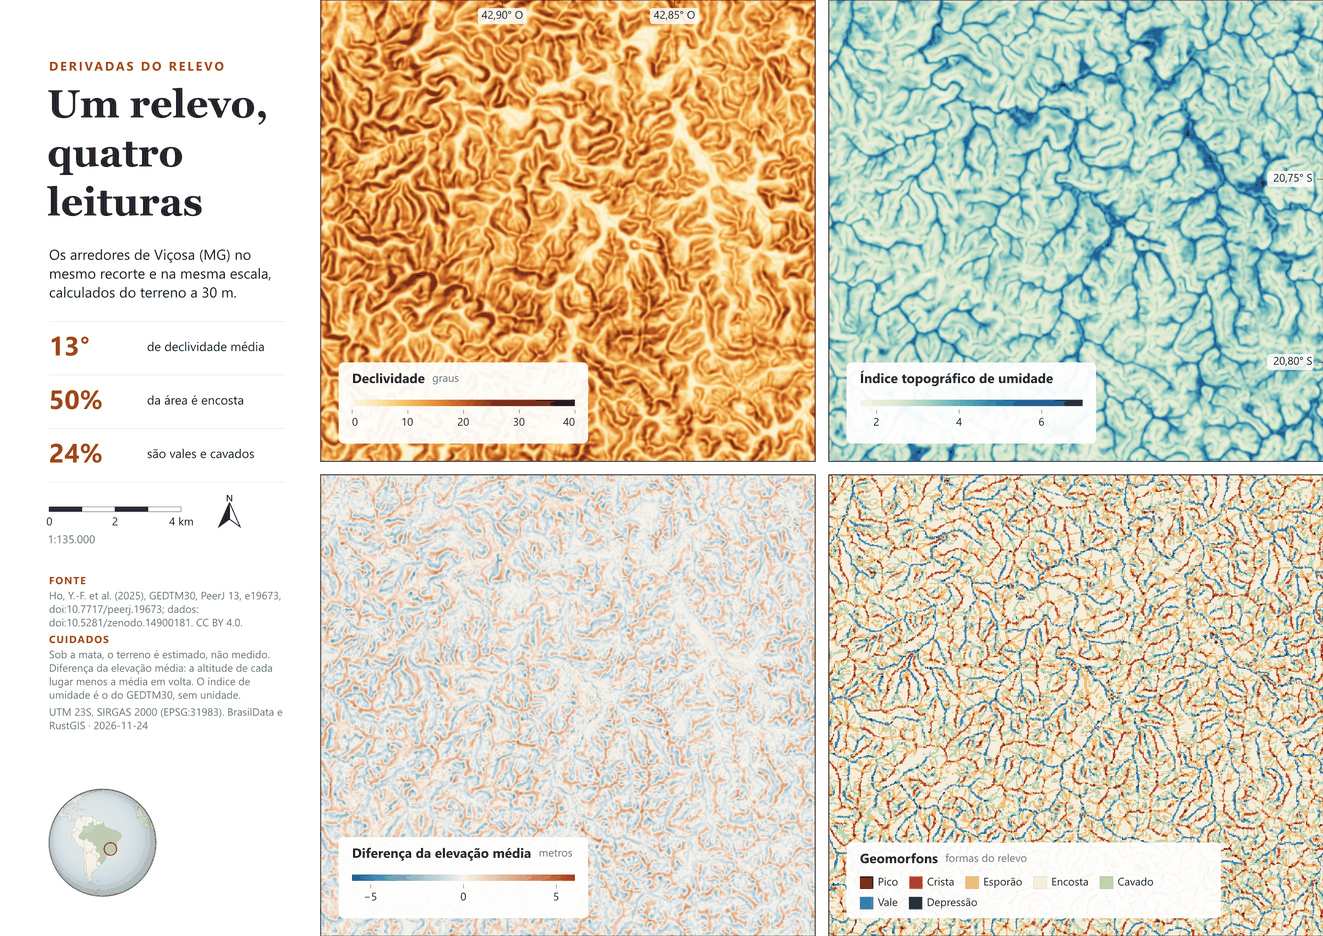 DERIVADAS DO RELEVO
Um relevo,
quatro
leituras
Os arredores de Viçosa (MG) no
mesmo recorte e na mesma escala,
calculados do terreno a 30 m.
13° de declividade média
50% da área é encosta
24% são vales e cavados
N
0 2 4 km
1:135.000
FONTE
Ho, Y.-F. et al. (2025), GEDTM30, PeerJ 13, e19673,
doi:10.7717/peerj.19673; dados:
doi:10.5281/zenodo.14900181. CC BY 4.0.
CUIDADOS
Sob a mata, o terreno é estimado, não medido.
Diferença da elevação média: a altitude de cada
lugar menos a média em volta. O índice de
umidade é o do GEDTM30, sem unidade.
UTM 23S, SIRGAS 2000 (EPSG:31983). BrasilData e
RustGIS · 2026-11-24
42,90° O 42,85° O
Declividade graus
0 10 20 30 40
20,75° S
20,80° S
Índice topográfico de umidade
2 4 6
Diferença da elevação média metros
−5 0 5
Geomorfons formas do relevo
Pico Crista Esporão Encosta Cavado
Vale Depressão